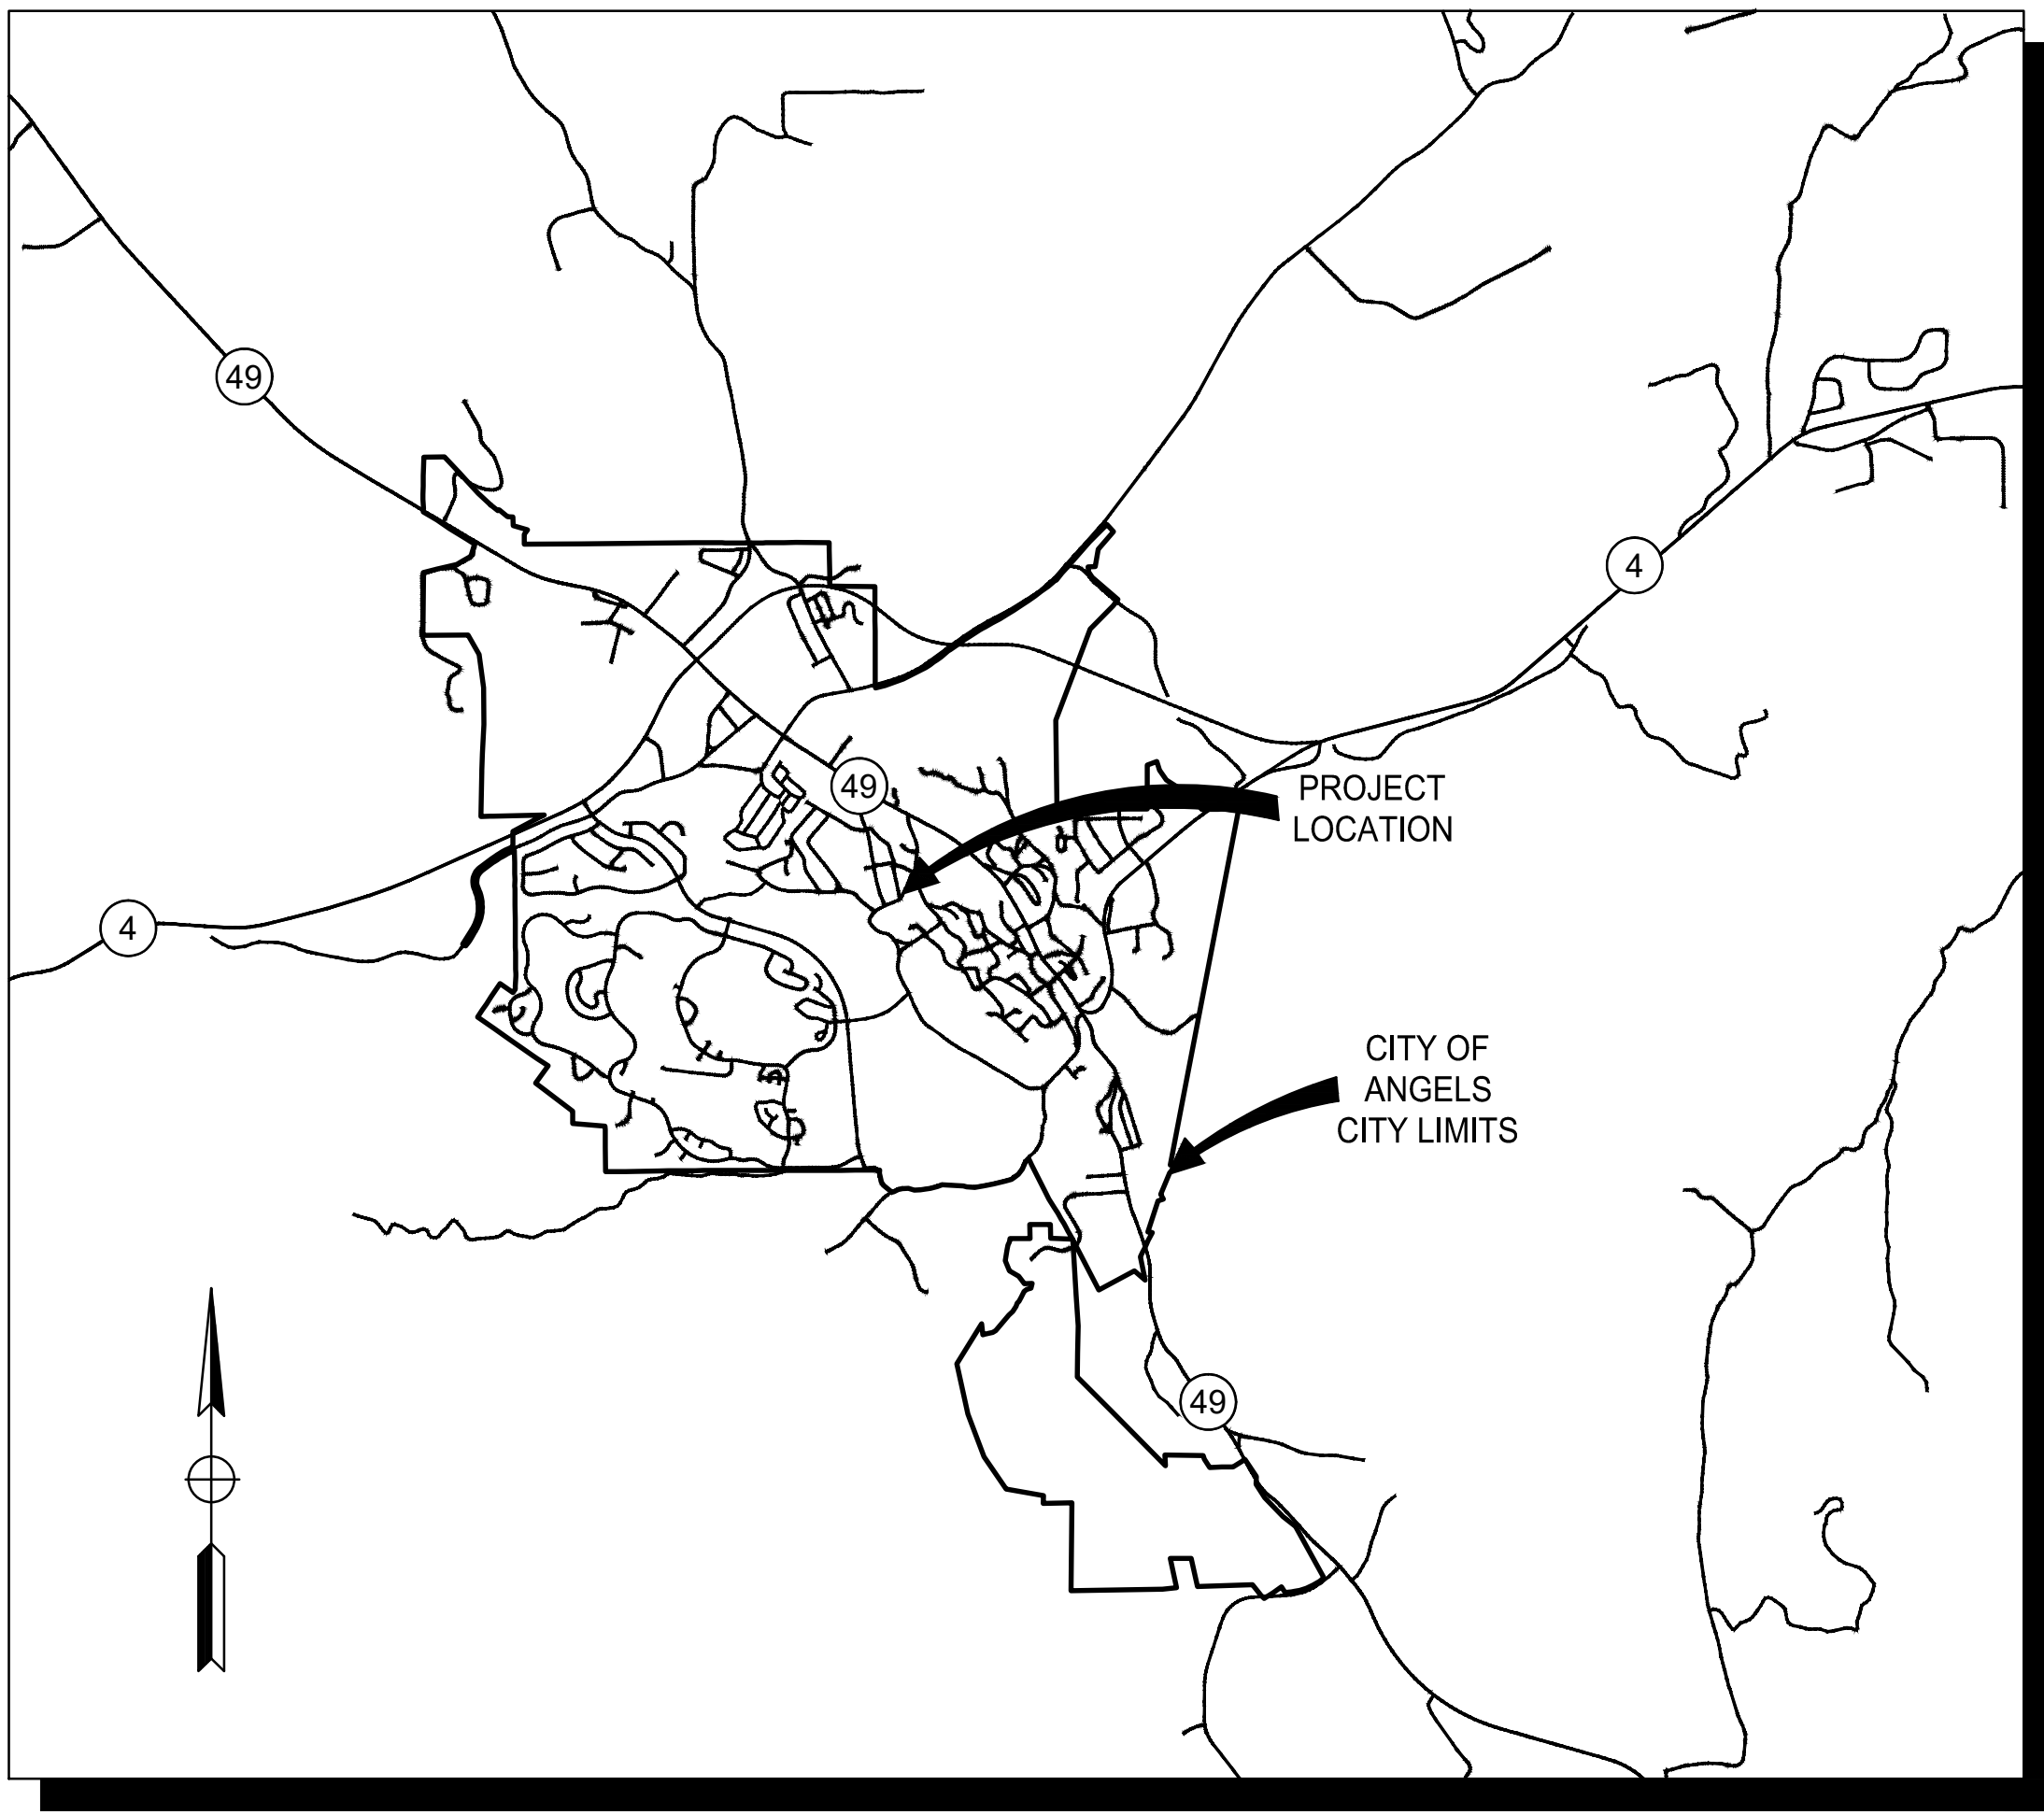 49
4
49
PROJECT
LOCATION
4
CITY OF
ANGELS
CITY LIMITS
49